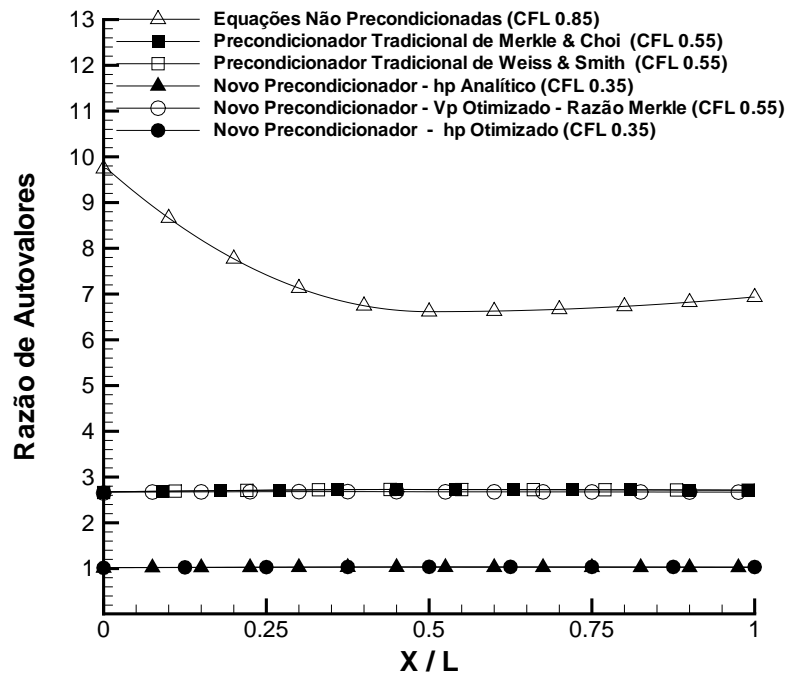 Equações Não Precondicionadas (CFL 0.85)
Precondicionador Tradicional de Merkle & Choi (CFL 0.55)
Precondicionador Tradicional de Weiss & Smith (CFL 0.55)
Novo Precondicionador - hp Analítico (CFL 0.35)
Novo Precondicionador - Vp Otimizado - Razão Merkle (CFL 0.55)
Novo Precondicionador - hp Otimizado (CFL 0.35)
Razão de Autovalores
13
12
11
10
9
8
7
6
5
4
3
2
1
0
0.25
0.5
0.75
1
X / L